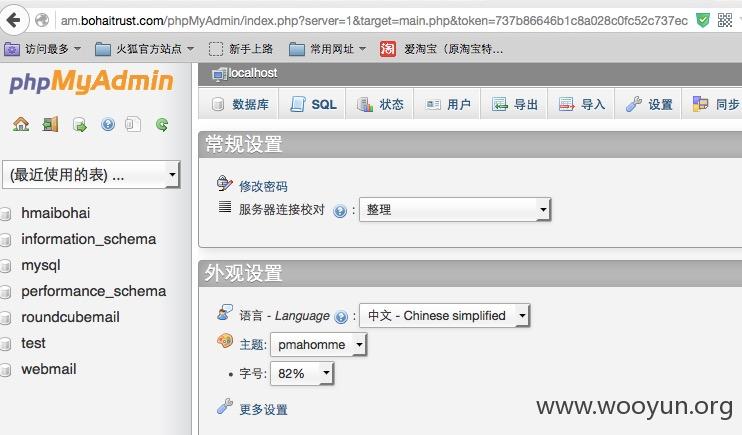 am.bohaitrust.com/phpMyAdmin/index.php?server=1&target=main.php&token=737b86646b1c8a028c0fc52c737ec
访问最多 火狐官方站点 新手上路 常用网址 淘 爱淘宝（原淘宝特...
phpMyAdmin
localhost
数据库 SQL 状态 用户 导出 导入 设置 同步
(最近使用的表) ...
hmaibohai
information_schema
mysql
performance_schema
roundcubemail
test
webmail
常规设置
修改密码
服务器连接校对 : 整理
外观设置
语言 - Language : 中文 - Chinese simplified
主题: pmahomme
字号: 82%
更多设置
www.wooyun.org